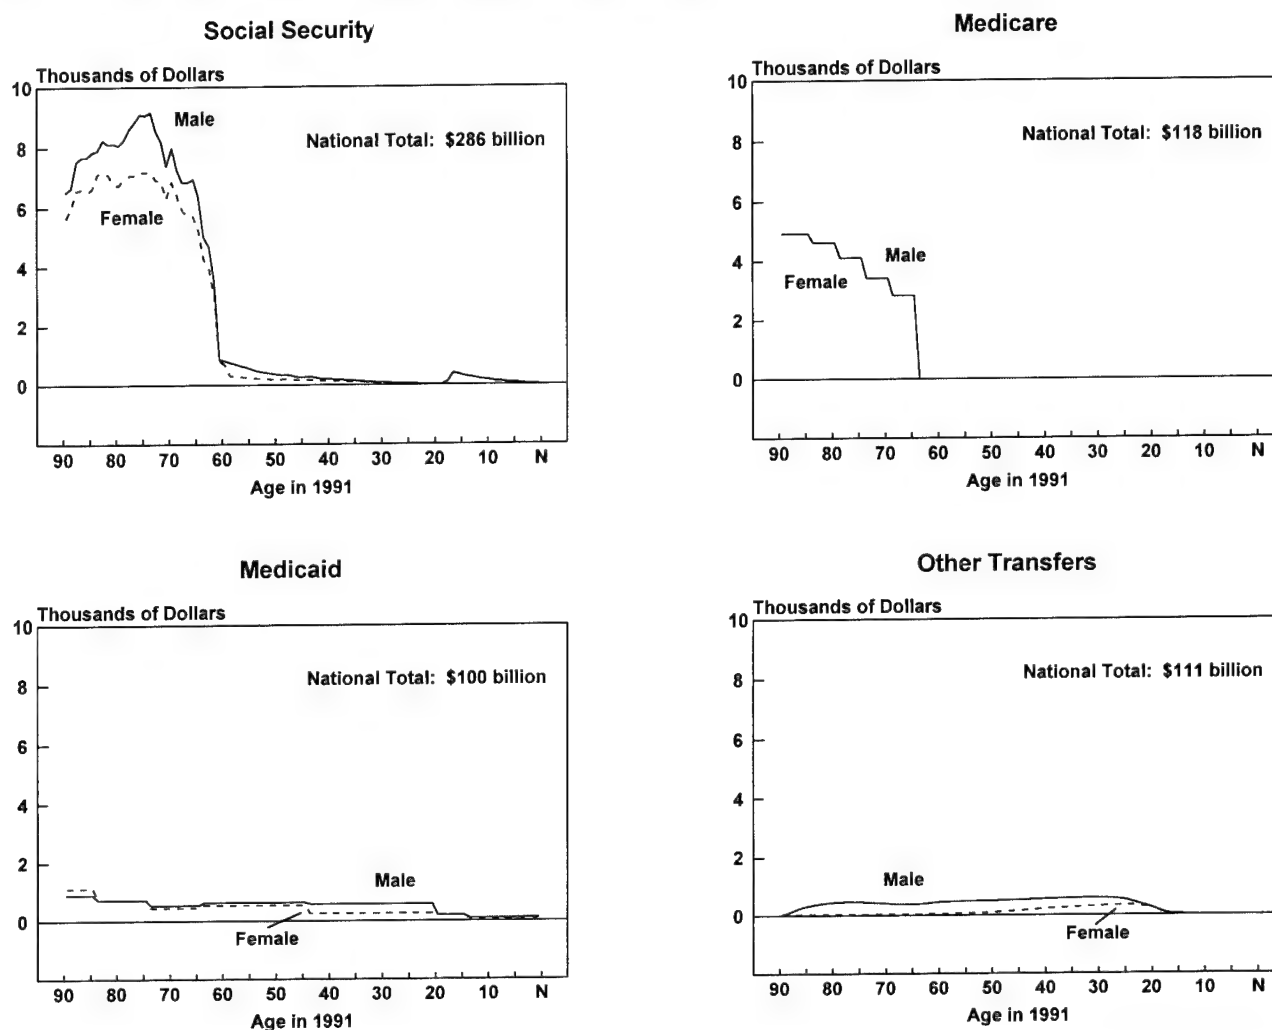 Social Security
Thousands of Dollars
10
8
6
4
2
0
Male
Female
National Total: $286 billion
90 80 70 60 50 40 30 20 10 N
Age in 1991
Medicare
Thousands of Dollars
10
8
6
4
2
0
National Total: $118 billion
Male
Female
90 80 70 60 50 40 30 20 10 N
Age in 1991
Medicaid
Thousands of Dollars
10
8
6
4
2
0
National Total: $100 billion
Male
Female
90 80 70 60 50 40 30 20 10 N
Age in 1991
Other Transfers
Thousands of Dollars
10
8
6
4
2
0
National Total: $111 billion
Male
Female
90 80 70 60 50 40 30 20 10 N
Age in 1991